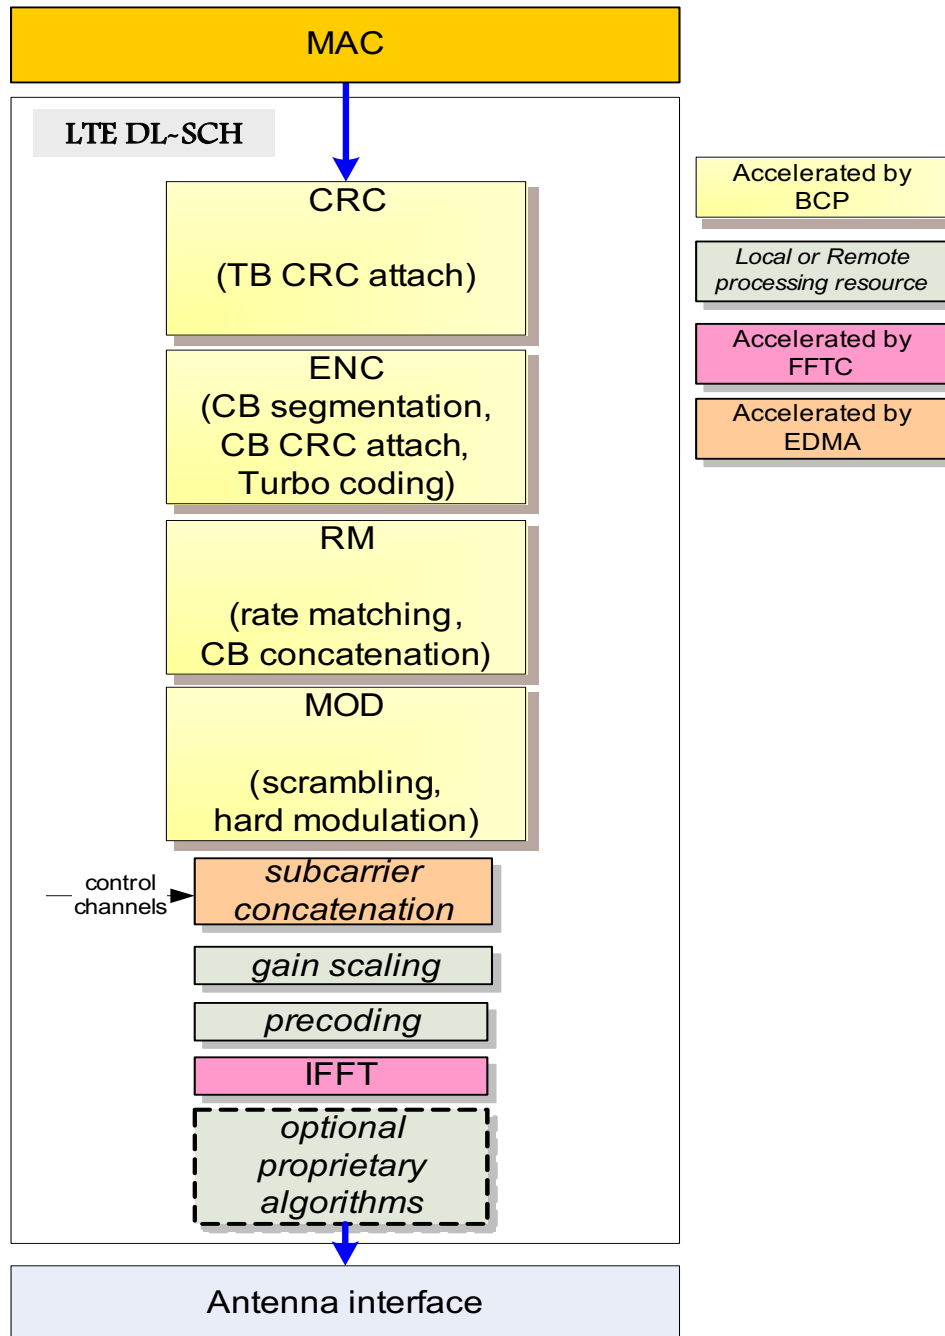 MAC
LTE DL-SCH
CRC
(TB CRC attach)
ENC
(CB segmentation,
CB CRC attach,
Turbo coding)
RM
(rate matching,
CB concatenation)
MOD
(scrambling,
hard modulation)
control
channels
subcarrier
concatenation
gain scaling
precoding
IFFT
optional
proprietary
algorithms
Antenna interface
Accelerated by
BCP
Local or Remote
processing resource
Accelerated by
FFTC
Accelerated by
EDMA